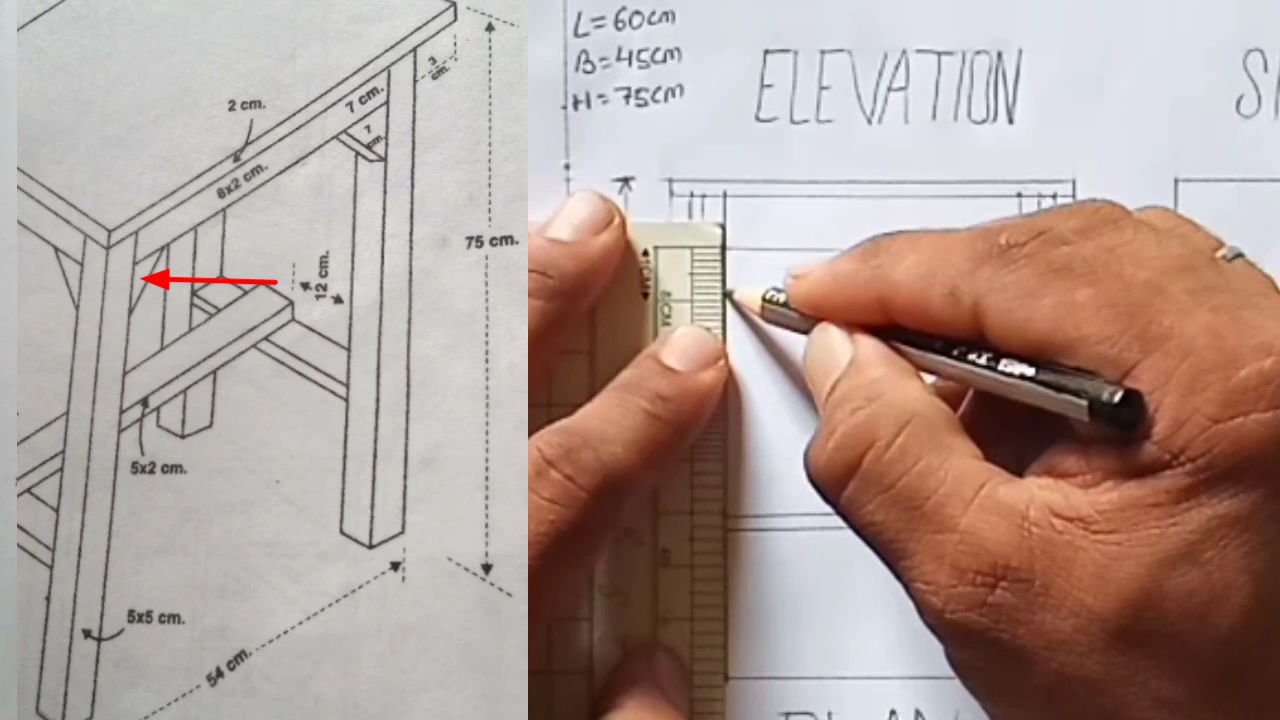 3
cm.
2 cm.
7 cm.
7
cm.
8x2 cm.
75 cm.
12 cm.
5x2 cm.
5x5 cm.
54 cm.
L=60cm
B=45cm
H=75cm
ELEVATION
1CM